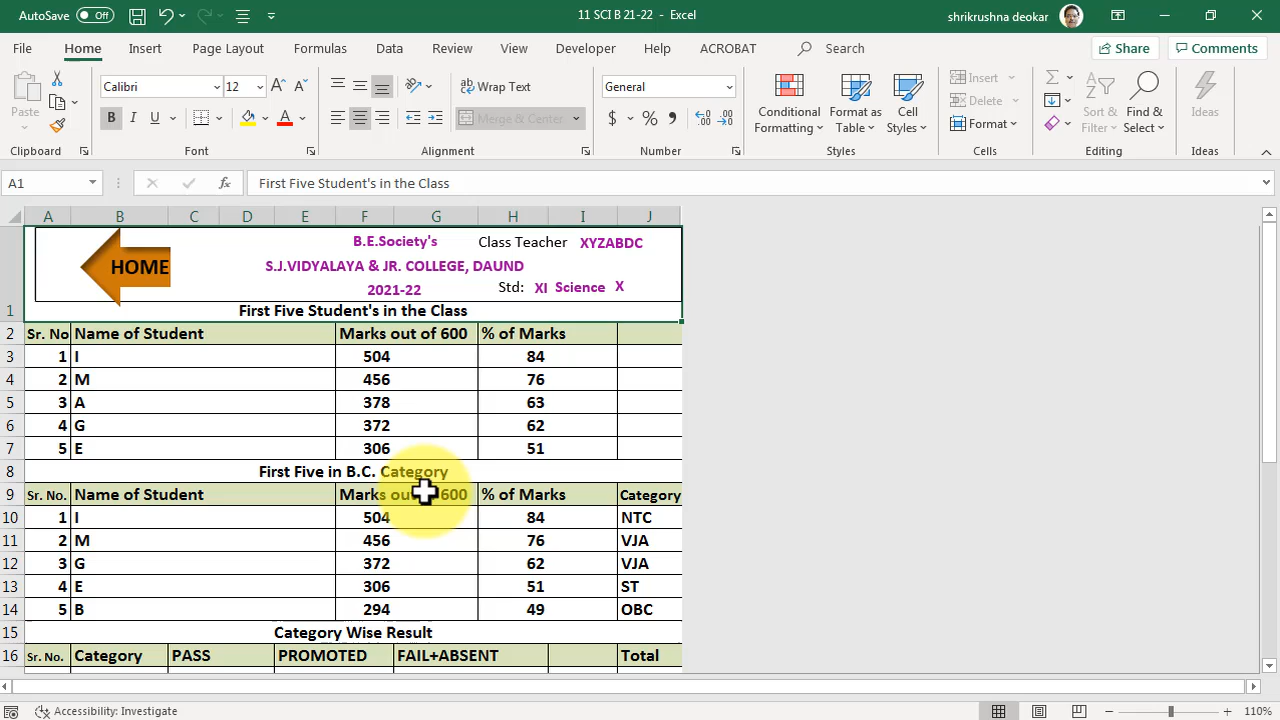 AutoSave Off 11 SCI B 21-22 - Excel shrikrushna deokar
File Home Insert Page Layout Formulas Data Review View Developer Help ACROBAT Search Share Comments
Paste
Calibri 12
B I U A
Wrap Text
Merge & Center
General
$ % ,
Conditional Formatting
Format as Table
Cell Styles
Insert
Delete
Format
Sort & Filter
Find & Select
Ideas
Clipboard Font Alignment Number Styles Cells Editing Ideas
A1 fx First Five Student's in the Class
A B C D E F G H I J
HOME
B.E.Society's Class Teacher XYZABDC
S.J.VIDYALAYA & JR. COLLEGE, DAUND
2021-22 Std: XI Science X
1 First Five Student's in the Class
2 Sr. No Name of Student Marks out of 600 % of Marks
3 1 I 504 84
4 2 M 456 76
5 3 A 378 63
6 4 G 372 62
7 5 E 306 51
8 First Five in B.C. Category
9 Sr. No. Name of Student Marks out of 600 % of Marks Category
10 1 I 504 84 NTC
11 2 M 456 76 VJA
12 3 G 372 62 VJA
13 4 E 306 51 ST
14 5 B 294 49 OBC
15 Category Wise Result
16 Sr. No. Category PASS PROMOTED FAIL+ABSENT Total
Accessibility: Investigate 110%